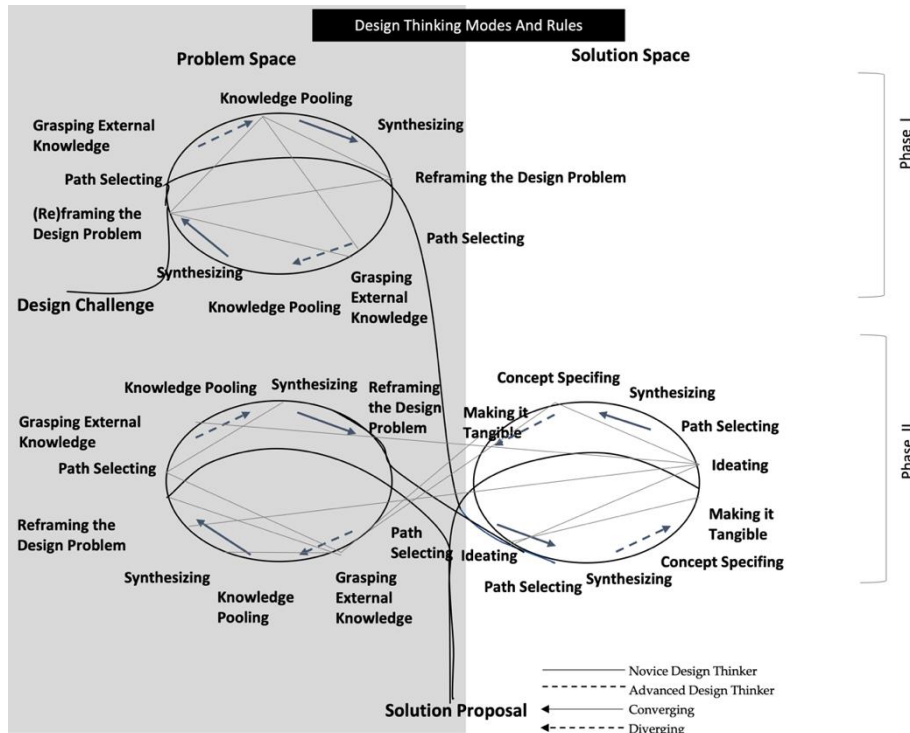 Design Thinking Modes And Rules
Problem Space
Solution Space
Knowledge Pooling
Grasping External
Knowledge
Synthesizing
Path Selecting
Reframing the Design Problem
(Re)framing the
Design Problem
Path Selecting
Synthesizing
Grasping
External
Knowledge
Design Challenge
Knowledge Pooling
Phase I
Knowledge Pooling
Synthesizing
Reframing
the Design
Problem
Grasping External
Knowledge
Path Selecting
Reframing the
Design Problem
Path
Selecting
Synthesizing
Knowledge
Pooling
Grasping
External
Knowledge
Concept Specifing
Synthesizing
Making it
Tangible
Path Selecting
Ideating
Making it
Tangible
Ideating
Concept Specifing
Path Selecting
Synthesizing
Phase II
Solution Proposal
Novice Design Thinker
Advanced Design Thinker
Converging
Diverging